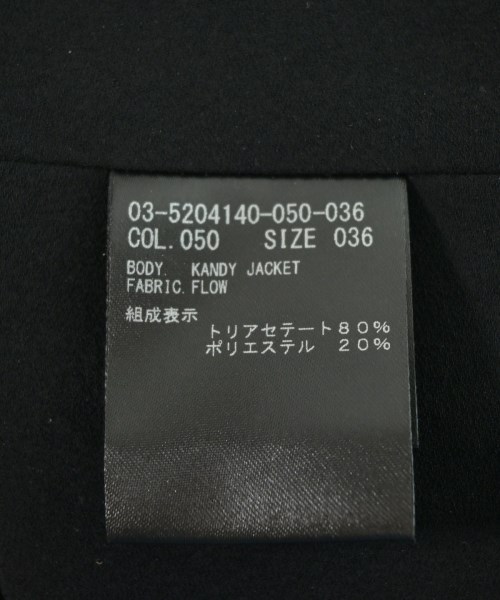 03-5204140-050-036
COL.050 SIZE 036
BODY. KANDY JACKET
FABRIC.FLOW
組成表示
トリアセテート80%
ポリエステル 20%